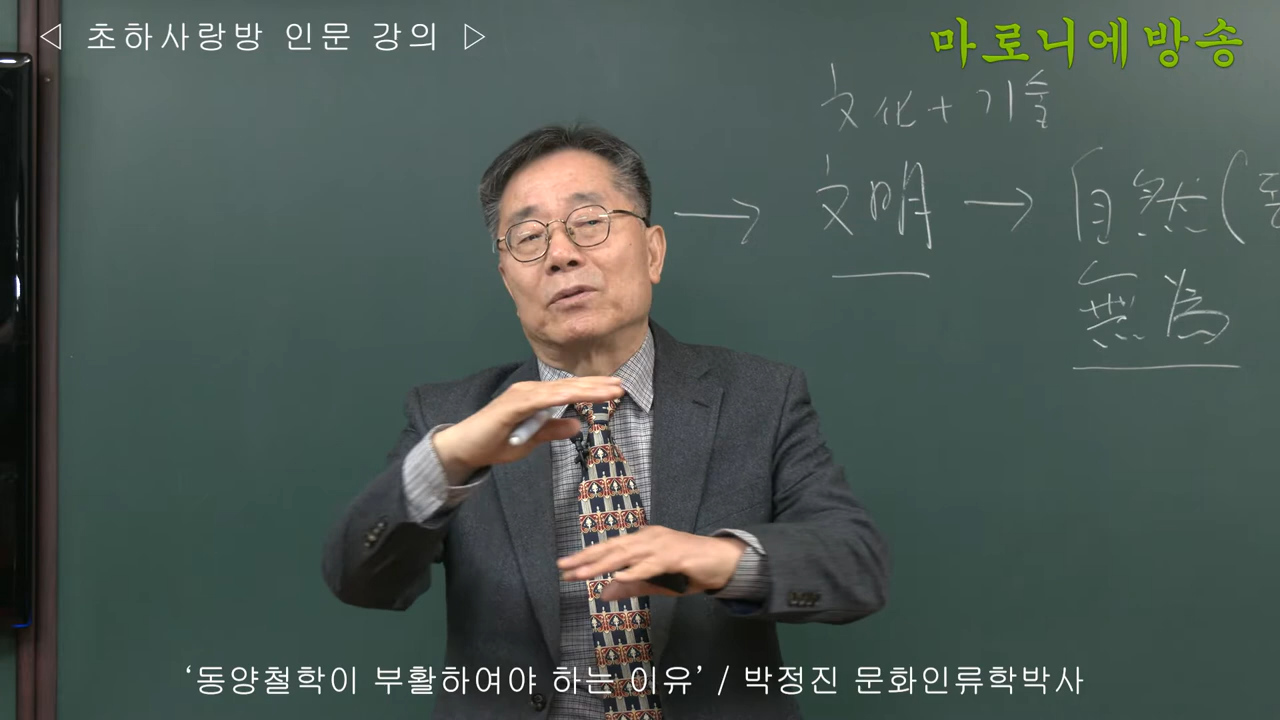 ◁ 초하사랑방 인문 강의 ▷
마로니에방송
文化 + 기술
→ 文明 → 自然(
無為
‘동양철학이 부활하여야 하는 이유’ / 박정진 문화인류학박사